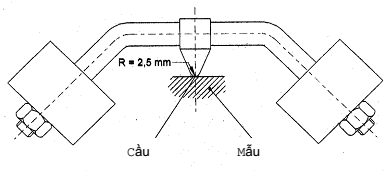 R = 2,5 mm
Cầu
Mẫu